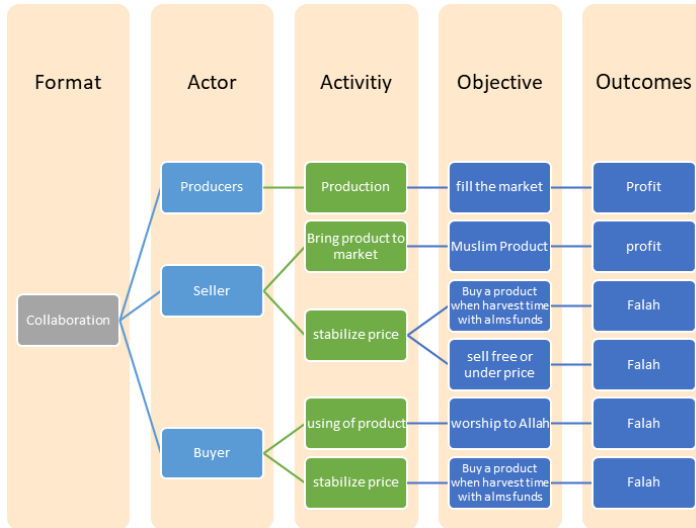 Format
Actor
Activitiy
Objective
Outcomes
Producers
Production
fill the market
Profit
Bring product to
market
Muslim Product
profit
Seller
Buy a product
when harvest time
with alms funds
Falah
Collaboration
stabilize price
sell free or
under price
Falah
using of product
worship to Allah
Falah
Buyer
stabilize price
Buy a product
when harvest time
with alms funds
Falah